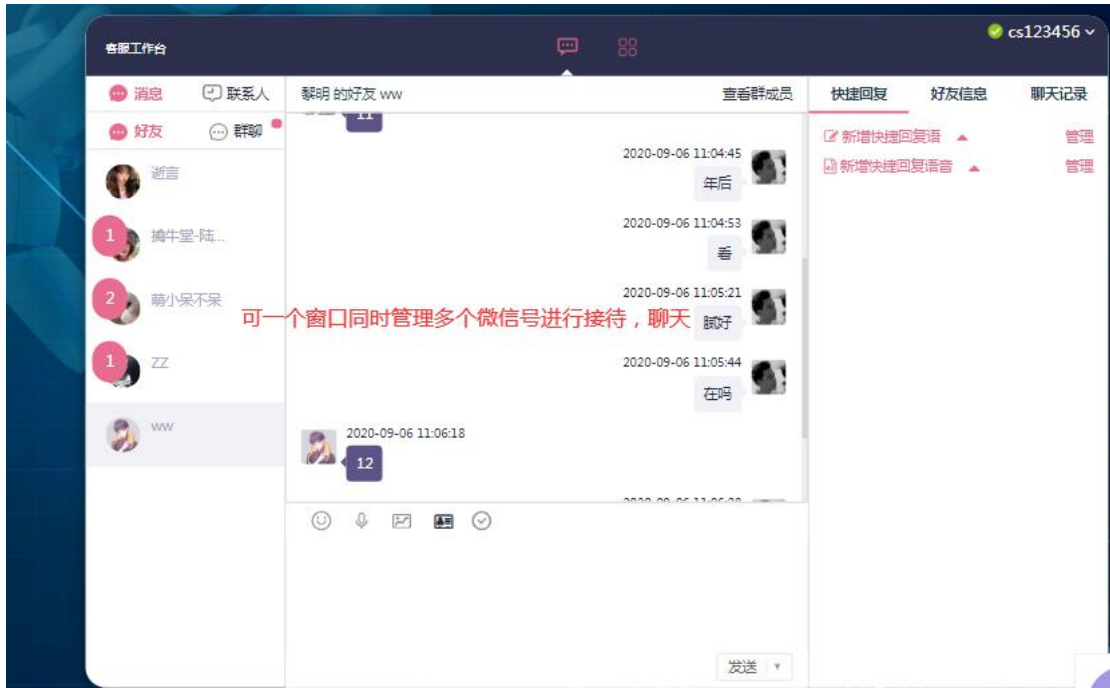 客服工作台
cs123456
消息 联系人
黎明 的好友 ww
查看群成员
快捷回复 好友信息 聊天记录
好友 群聊
逝言
1 擒牛堂-陆...
2 萌小呆不呆
1 ZZ
ww
11
2020-09-06 11:04:45
年后
2020-09-06 11:04:53
看
2020-09-06 11:05:21
腻好
2020-09-06 11:05:44
在吗
2020-09-06 11:06:18
12
可一个窗口同时管理多个微信号进行接待，聊天
新增快捷回复语 管理
新增快捷回复语音 管理
发送